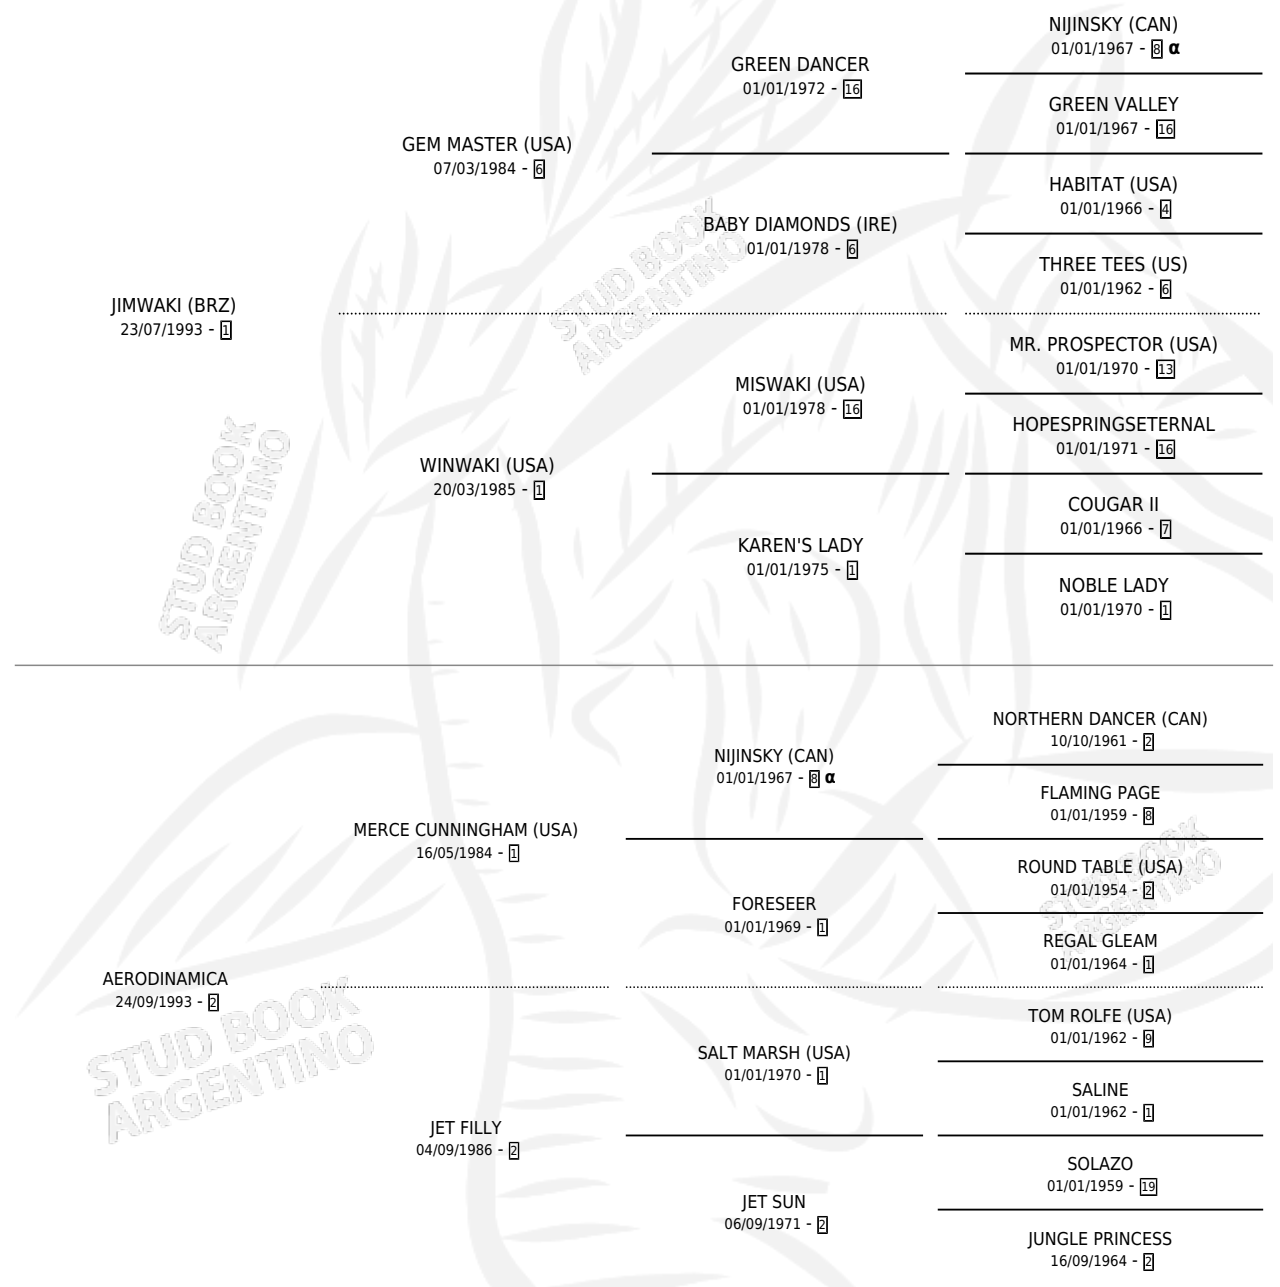 NIJINSKY (CAN)
01/01/1967 - 8 α
GREEN DANCER
01/01/1972 - 16
GREEN VALLEY
01/01/1967 - 16
GEM MASTER (USA)
07/03/1984 - 6
HABITAT (USA)
01/01/1966 - 4
BABY DIAMONDS (IRE)
01/01/1978 - 6
THREE TEES (US)
01/01/1962 - 6
STUD BOOK
ARGENTINO
JIMWAKI (BRZ)
23/07/1993 - 1
MR. PROSPECTOR (USA)
01/01/1970 - 13
MISWAKI (USA)
01/01/1978 - 16
HOPESPRINGSETERNAL
01/01/1971 - 16
WINWAKI (USA)
20/03/1985 - 1
COUGAR II
01/01/1966 - 7
KAREN'S LADY
01/01/1975 - 1
NOBLE LADY
01/01/1970 - 1
STUD BOOK
ARGENTINO
NORTHERN DANCER (CAN)
10/10/1961 - 2
NIJINSKY (CAN)
01/01/1967 - 8 α
FLAMING PAGE
01/01/1959 - 8
MERCE CUNNINGHAM (USA)
16/05/1984 - 1
ROUND TABLE (USA)
01/01/1954 - 2
FORESEER
01/01/1969 - 1
REGAL GLEAM
01/01/1964 - 1
STUD BOOK
ARGENTINO
AERODINAMICA
24/09/1993 - 2
TOM ROLFE (USA)
01/01/1962 - 9
SALT MARSH (USA)
01/01/1970 - 1
SALINE
01/01/1962 - 1
STUD BOOK
ARGENTINO
JET FILLY
04/09/1986 - 2
SOLAZO
01/01/1959 - 19
JET SUN
06/09/1971 - 2
JUNGLE PRINCESS
16/09/1964 - 2